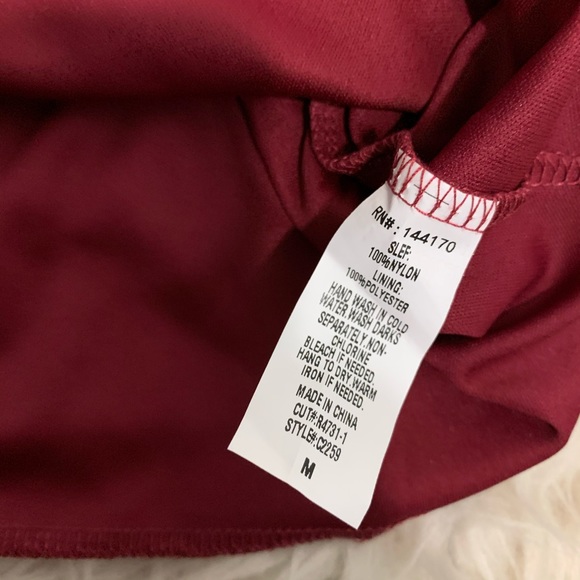 RN#: 144170
SLEF:
100%NYLON
LINING:
100%POLYESTER
HAND WASH IN COLD
WATER WASH DARKS
SEPARATELY.NON-
CHLORINE
BLEACH IF NEEDED.
HANG TO DRY.WARM
IRON IF NEEDED.
MADE IN CHINA
CUT#:R4731-1
STYLE#:C2259
M